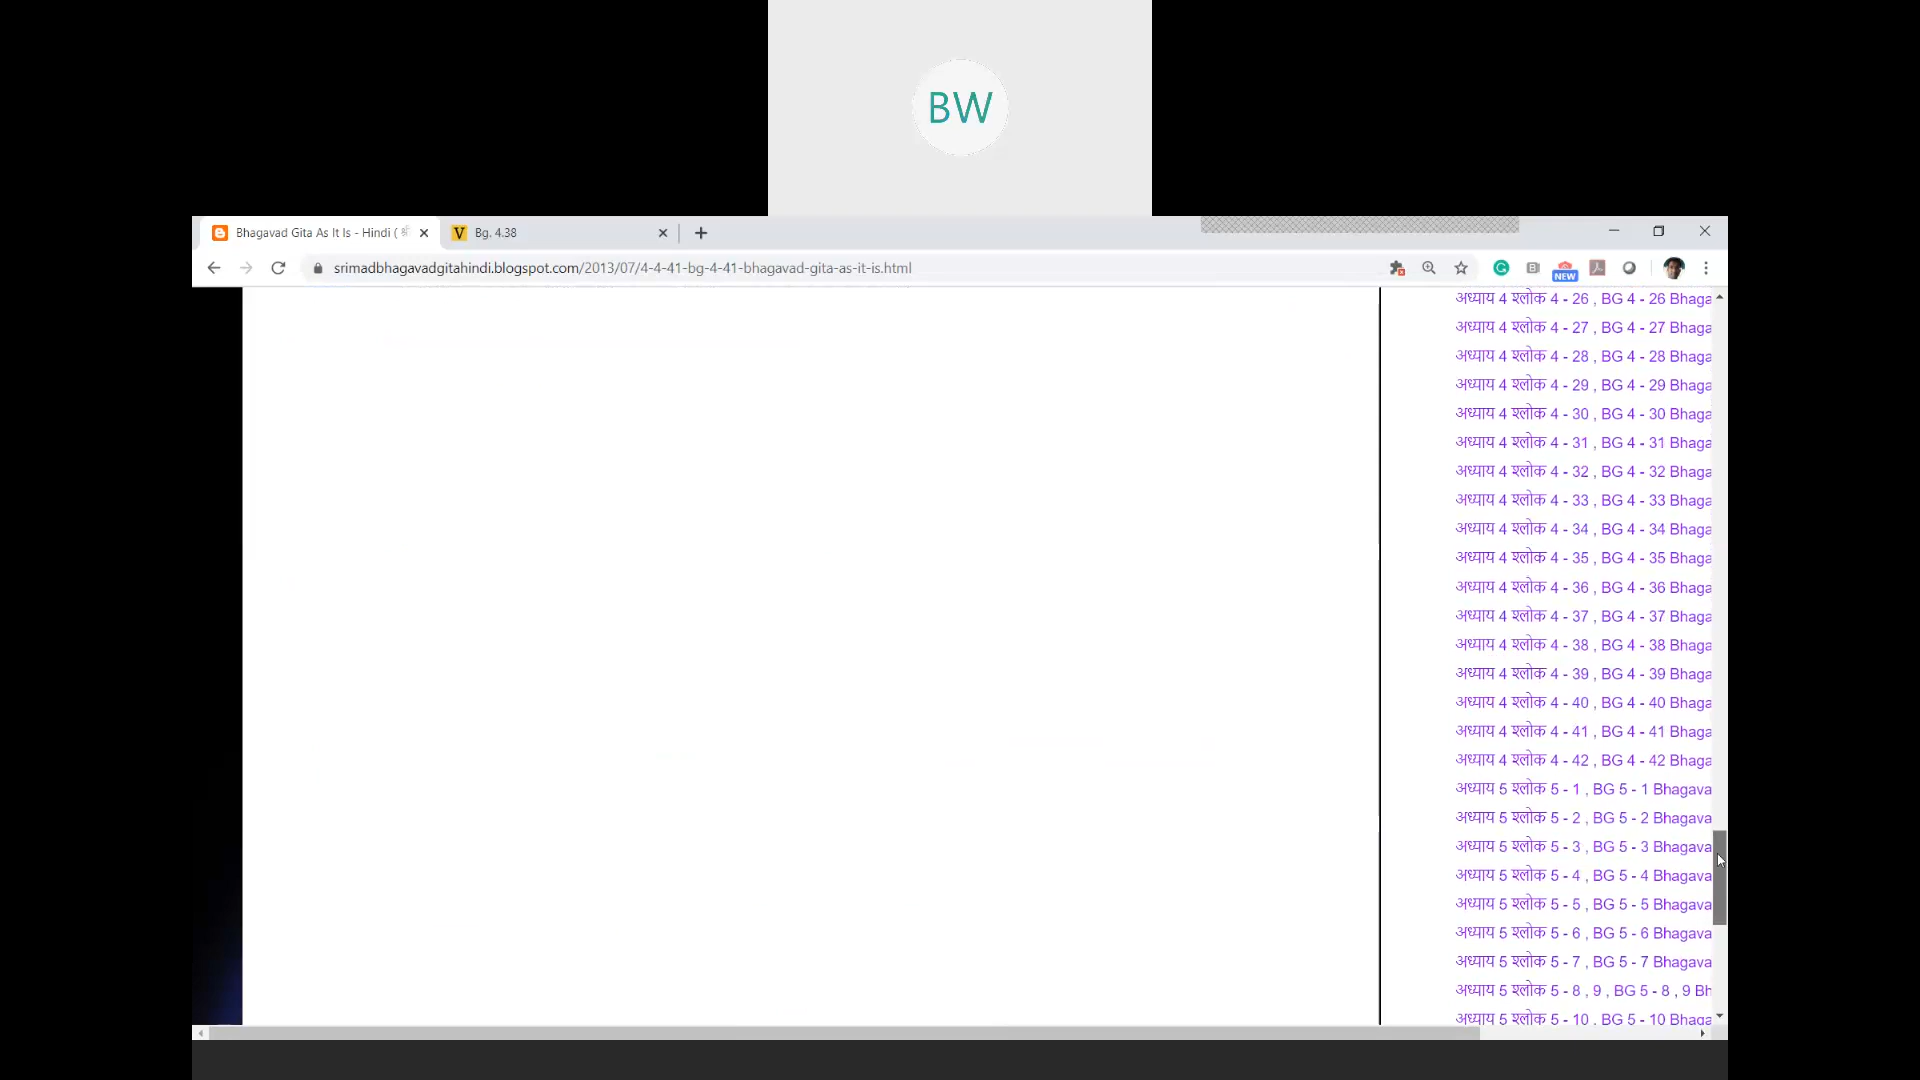 BW
Bhagavad Gita As It Is - Hindi (
Bg. 4.38
srimadbhagavadgitahindi.blogspot.com/2013/07/4-4-41-bg-4-41-bhagavad-gita-as-it-is.html
NEW
अध्याय 4 श्लोक 4 - 26 , BG 4 - 26 Bhaga
अध्याय 4 श्लोक 4 - 27 , BG 4 - 27 Bhaga
अध्याय 4 श्लोक 4 - 28 , BG 4 - 28 Bhaga
अध्याय 4 श्लोक 4 - 29 , BG 4 - 29 Bhaga
अध्याय 4 श्लोक 4 - 30 , BG 4 - 30 Bhaga
अध्याय 4 श्लोक 4 - 31 , BG 4 - 31 Bhaga
अध्याय 4 श्लोक 4 - 32 , BG 4 - 32 Bhaga
अध्याय 4 श्लोक 4 - 33 , BG 4 - 33 Bhaga
अध्याय 4 श्लोक 4 - 34 , BG 4 - 34 Bhaga
अध्याय 4 श्लोक 4 - 35 , BG 4 - 35 Bhaga
अध्याय 4 श्लोक 4 - 36 , BG 4 - 36 Bhaga
अध्याय 4 श्लोक 4 - 37 , BG 4 - 37 Bhaga
अध्याय 4 श्लोक 4 - 38 , BG 4 - 38 Bhaga
अध्याय 4 श्लोक 4 - 39 , BG 4 - 39 Bhaga
अध्याय 4 श्लोक 4 - 40 , BG 4 - 40 Bhaga
अध्याय 4 श्लोक 4 - 41 , BG 4 - 41 Bhaga
अध्याय 4 श्लोक 4 - 42 , BG 4 - 42 Bhaga
अध्याय 5 श्लोक 5 - 1 , BG 5 - 1 Bhagava
अध्याय 5 श्लोक 5 - 2 , BG 5 - 2 Bhagava
अध्याय 5 श्लोक 5 - 3 , BG 5 - 3 Bhagava
अध्याय 5 श्लोक 5 - 4 , BG 5 - 4 Bhagava
अध्याय 5 श्लोक 5 - 5 , BG 5 - 5 Bhagava
अध्याय 5 श्लोक 5 - 6 , BG 5 - 6 Bhagava
अध्याय 5 श्लोक 5 - 7 , BG 5 - 7 Bhagava
अध्याय 5 श्लोक 5 - 8 , 9 , BG 5 - 8 , 9 Bh
अध्याय 5 श्लोक 5 - 10 , BG 5 - 10 Bhaga